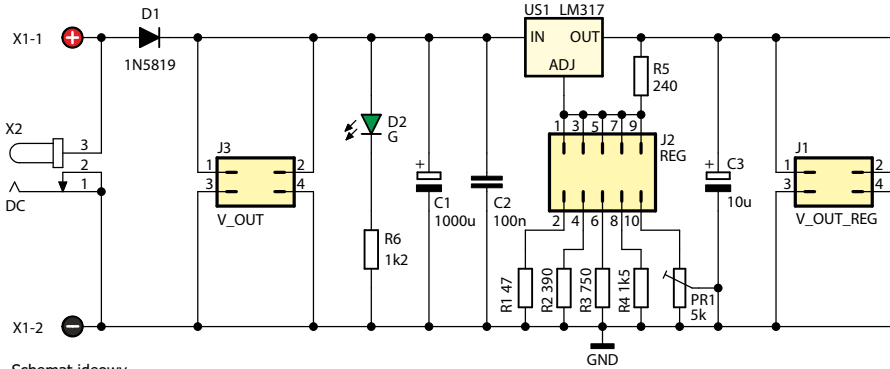 D1
US1 LM317
X1-1
+
1N5819
IN OUT
ADJ
R5
240
X2
3
2
1
DC
J3
1 2
3 4
V_OUT
D2
G
R6
1k2
+
C1
1000u
C2
100n
1 3 5 7 9
J2
REG
2 4 6 8 10
R1 47
R2 390
R3 750
R4 1k5
PR1
5k
+
C3
10u
J1
1 2
3 4
V_OUT_REG
X1-2
−
GND
Schemat ideowy